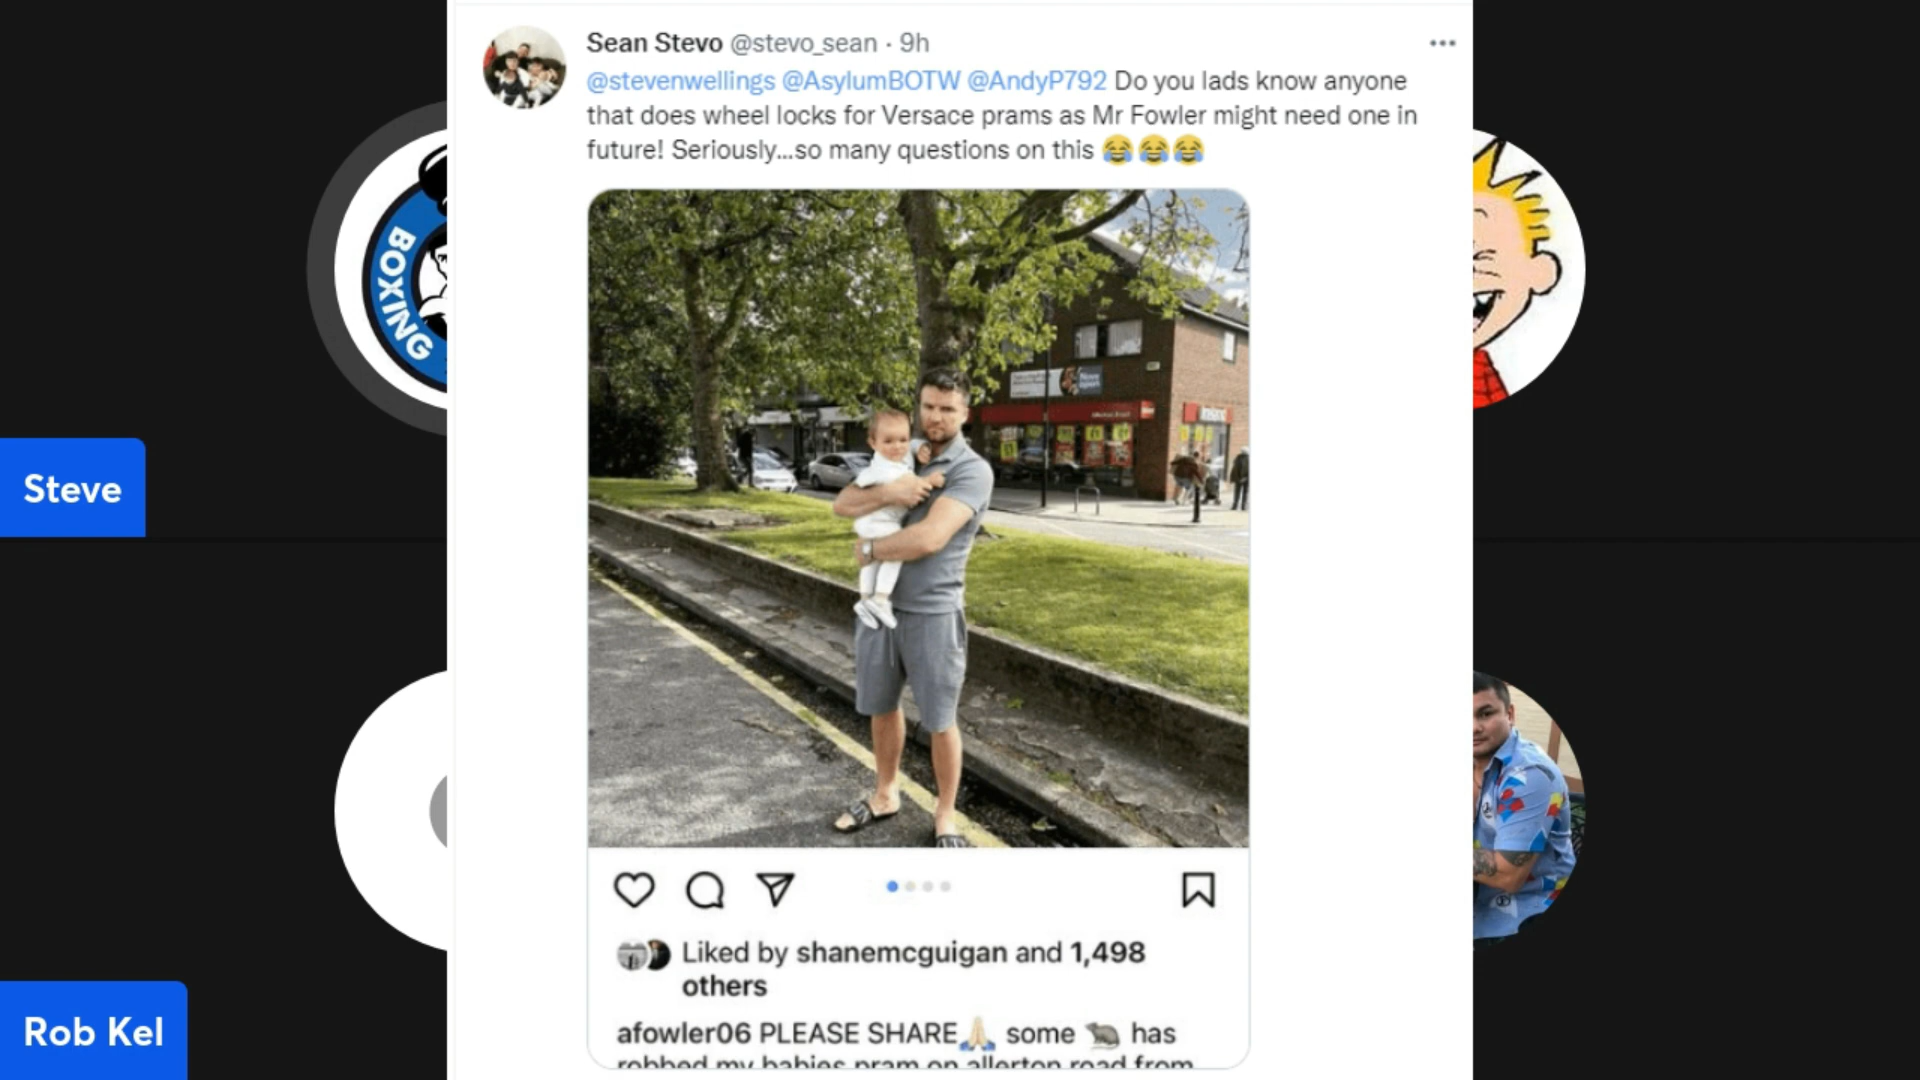 Sean Stevo @stevo_sean · 9h
@stevenwellings @AsylumBOTW @AndyP792 Do you lads know anyone
that does wheel locks for Versace prams as Mr Fowler might need one in
future! Seriously...so many questions on this 😂😂😂
BOXING
Steve
Now
open
Liked by shanemcguigan and 1,498
others
afowler06 PLEASE SHARE🙏🏻 some 🐀 has
robbed my babies pram on allerton road from
Rob Kel